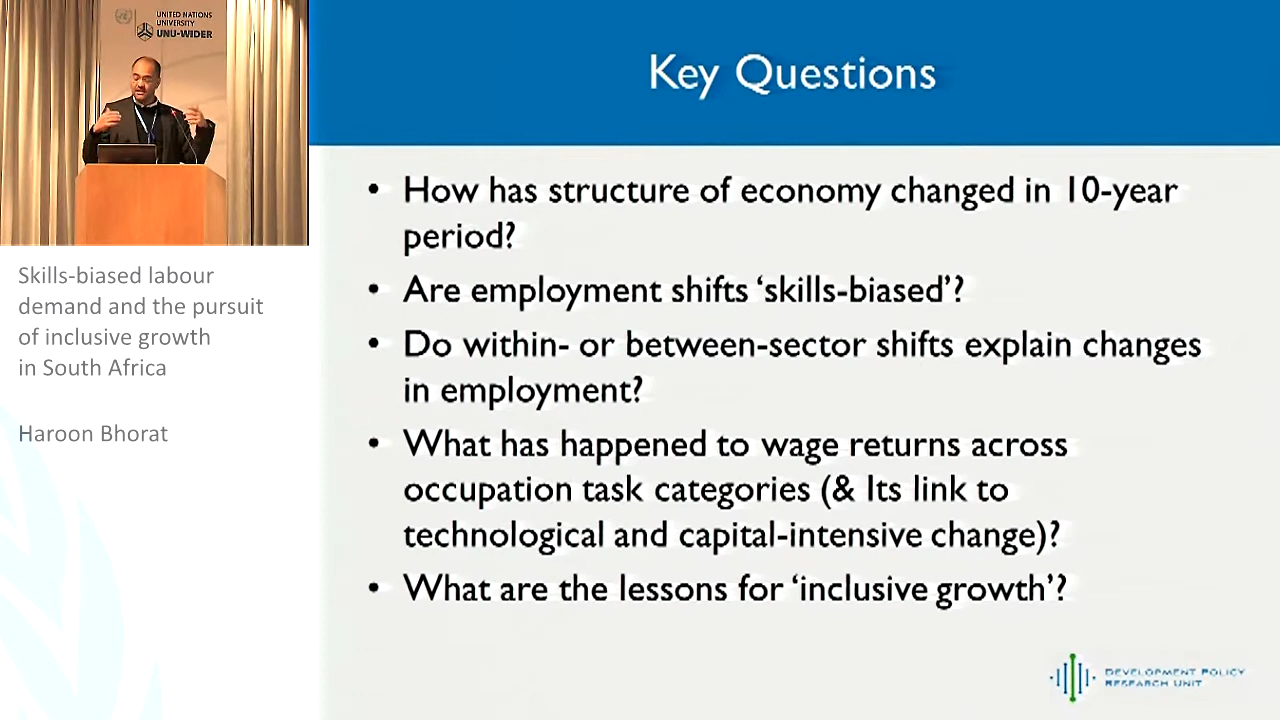 UNITED NATIONS
UNIVERSITY
UNU-WIDER
Skills-biased labour
demand and the pursuit
of inclusive growth
in South Africa
Haroon Bhorat
Key Questions
• How has structure of economy changed in 10-year
period?
• Are employment shifts ‘skills-biased’?
• Do within- or between-sector shifts explain changes
in employment?
• What has happened to wage returns across
occupation task categories (& Its link to
technological and capital-intensive change)?
• What are the lessons for ‘inclusive growth’?
DEVELOPMENT POLICY
RESEARCH UNIT